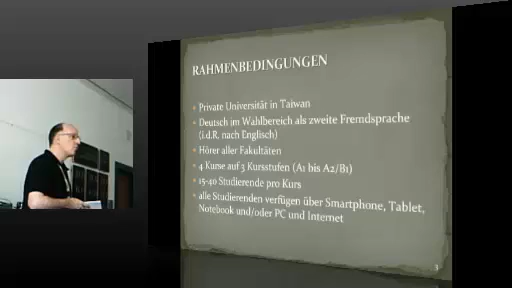 RAHMENBEDINGUNGEN
• Private Universität in Taiwan
• Deutsch im Wahlbereich als zweite Fremdsprache
(i.d.R. nach Englisch)
• Hörer aller Fakultäten
• 4 Kurse auf 3 Kursstufen (A1 bis A2/B1)
• 15-40 Studierende pro Kurs
• alle Studierenden verfügen über Smartphone, Tablet,
Notebook und/oder PC und Internet
3